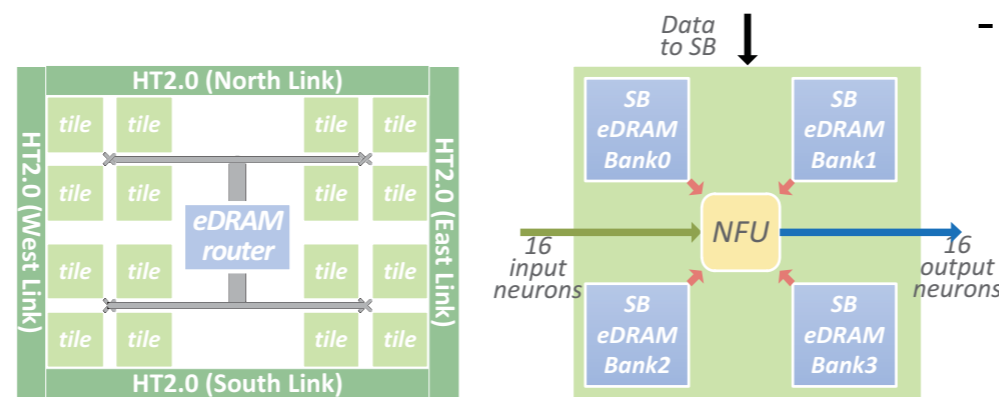 HT2.0 (North Link)
HT2.0 (West Link)
tile
tile
tile
tile
tile
tile
tile
tile
eDRAM
router
tile
tile
tile
tile
tile
tile
tile
tile
HT2.0 (East Link)
HT2.0 (South Link)
Data
to SB
-
SB
eDRAM
Bank0
SB
eDRAM
Bank1
16
input
neurons
NFU
16
output
neurons
SB
eDRAM
Bank2
SB
eDRAM
Bank3